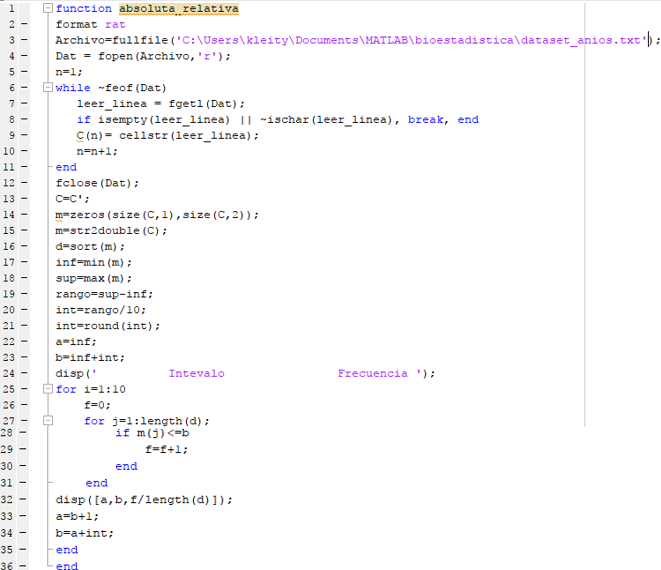 1 function absoluta_relativa
2 format rat
3 Archivo=fullfile('C:\Users\kleity\Documents\MATLAB\bioestadistica\dataset_anios.txt');
4 Dat = fopen(Archivo,'r');
5 n=1;
6 while ~feof(Dat)
7 leer_linea = fgetl(Dat);
8 if isempty(leer_linea) || ~ischar(leer_linea), break, end
9 C(n)= cellstr(leer_linea);
10 n=n+1;
11 end
12 fclose(Dat);
13 C=C';
14 m=zeros(size(C,1),size(C,2));
15 m=str2double(C);
16 d=sort(m);
17 inf=min(m);
18 sup=max(m);
19 rango=sup-inf;
20 int=rango/10;
21 int=round(int);
22 a=inf;
23 b=inf+int;
24 disp(' Intevalo Frecuencia ');
25 for i=1:10
26 f=0;
27 for j=1:length(d);
28 if m(j)<=b
29 f=f+1;
30 end
31 end
32 disp([a,b,f/length(d)]);
33 a=b+1;
34 b=a+int;
35 end
36 end